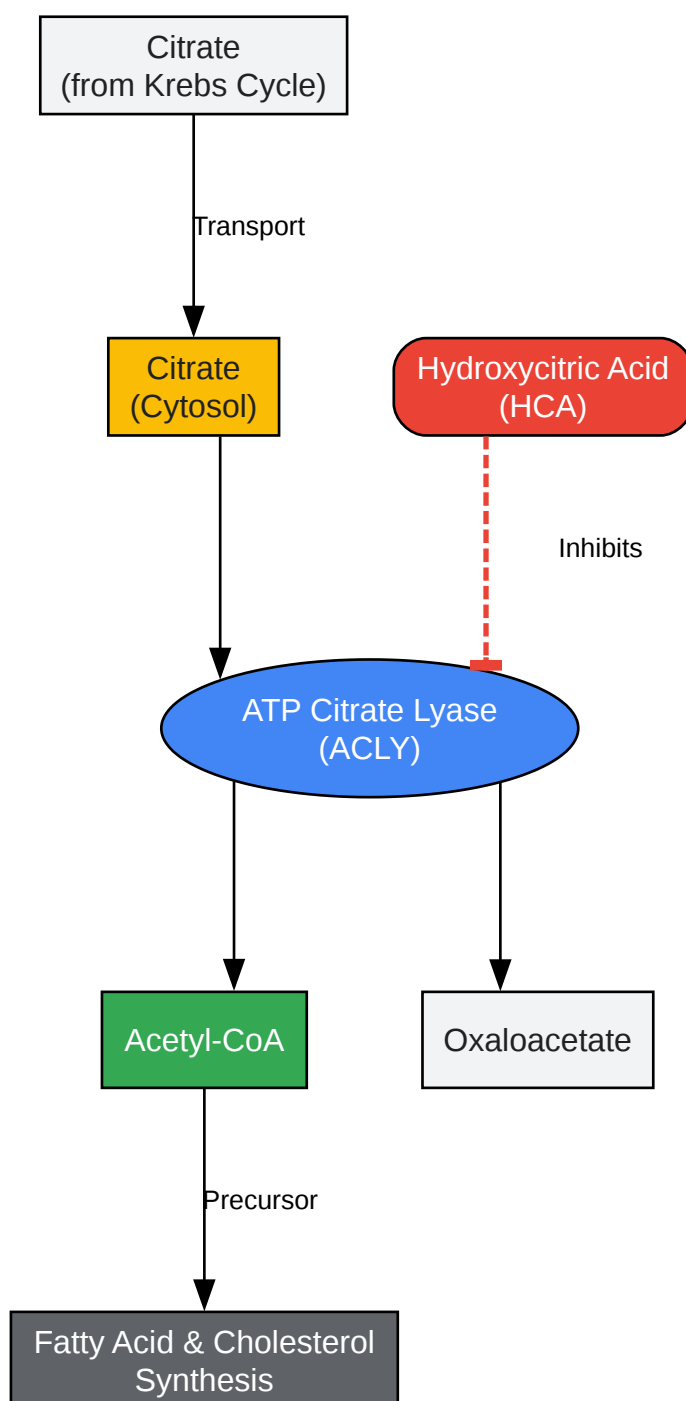 Citrate
(from Krebs Cycle)
Transport
Citrate
(Cytosol)
Hydroxycitric Acid
(HCA)
Inhibits
ATP Citrate Lyase
(ACLY)
Acetyl-CoA
Oxaloacetate
Precursor
Fatty Acid & Cholesterol
Synthesis